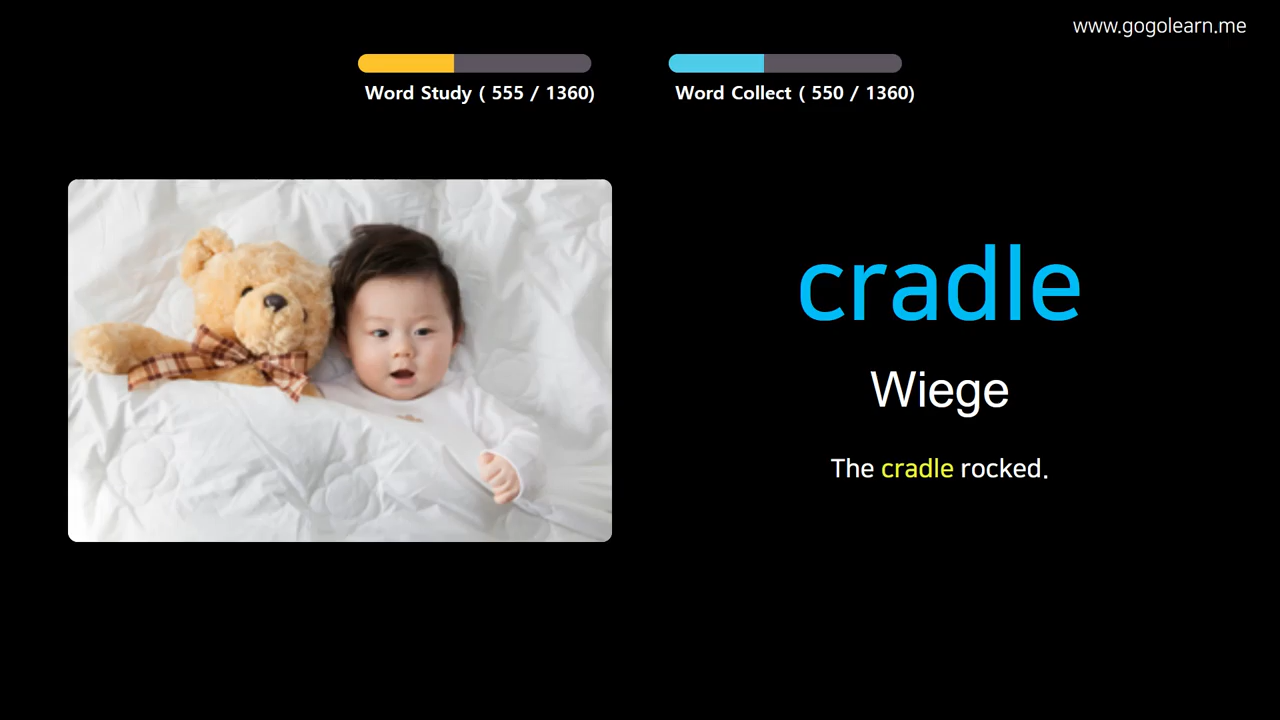 www.gogolearn.me
Word Study ( 555 / 1360)
Word Collect ( 550 / 1360)
cradle
Wiege
The cradle rocked.